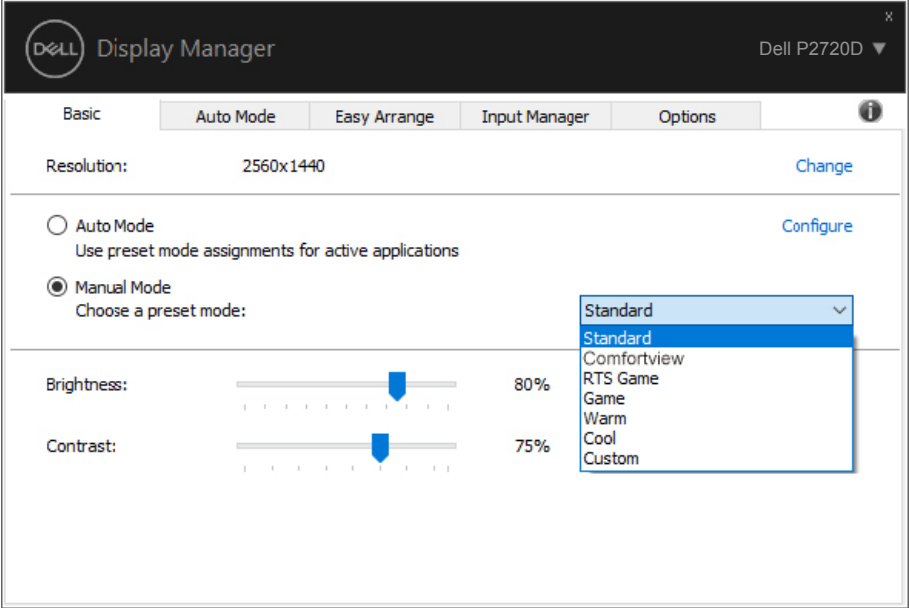 x
DELL Display Manager
Dell P2720D ▼
Basic Auto Mode Easy Arrange Input Manager Options
Resolution: 2560x1440 Change
Auto Mode Configure
Use preset mode assignments for active applications
Manual Mode
Choose a preset mode: Standard
Standard
Comfortview
RTS Game
Game
Warm
Cool
Custom
Brightness: 80%
Contrast: 75%